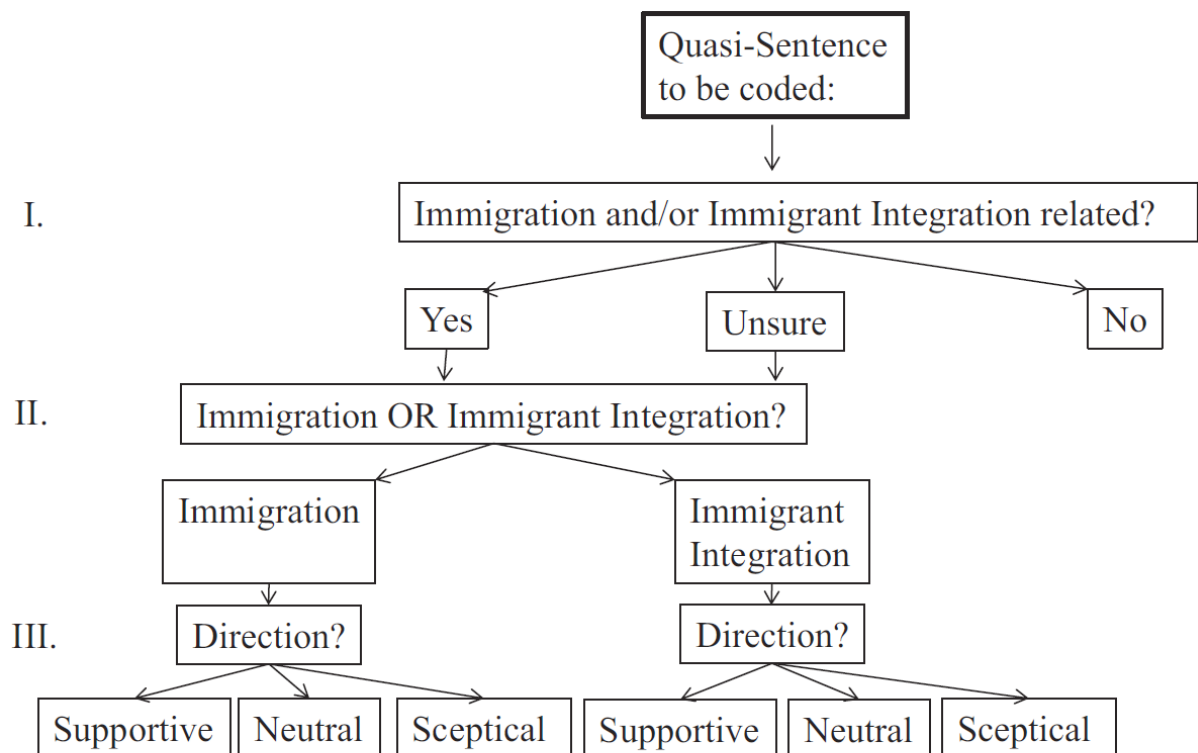 Quasi-Sentence
to be coded:
I.
Immigration and/or Immigrant Integration related?
Yes
Unsure
No
II.
Immigration OR Immigrant Integration?
Immigration
Immigrant
Integration
III.
Direction?
Direction?
Supportive
Neutral
Sceptical
Supportive
Neutral
Sceptical